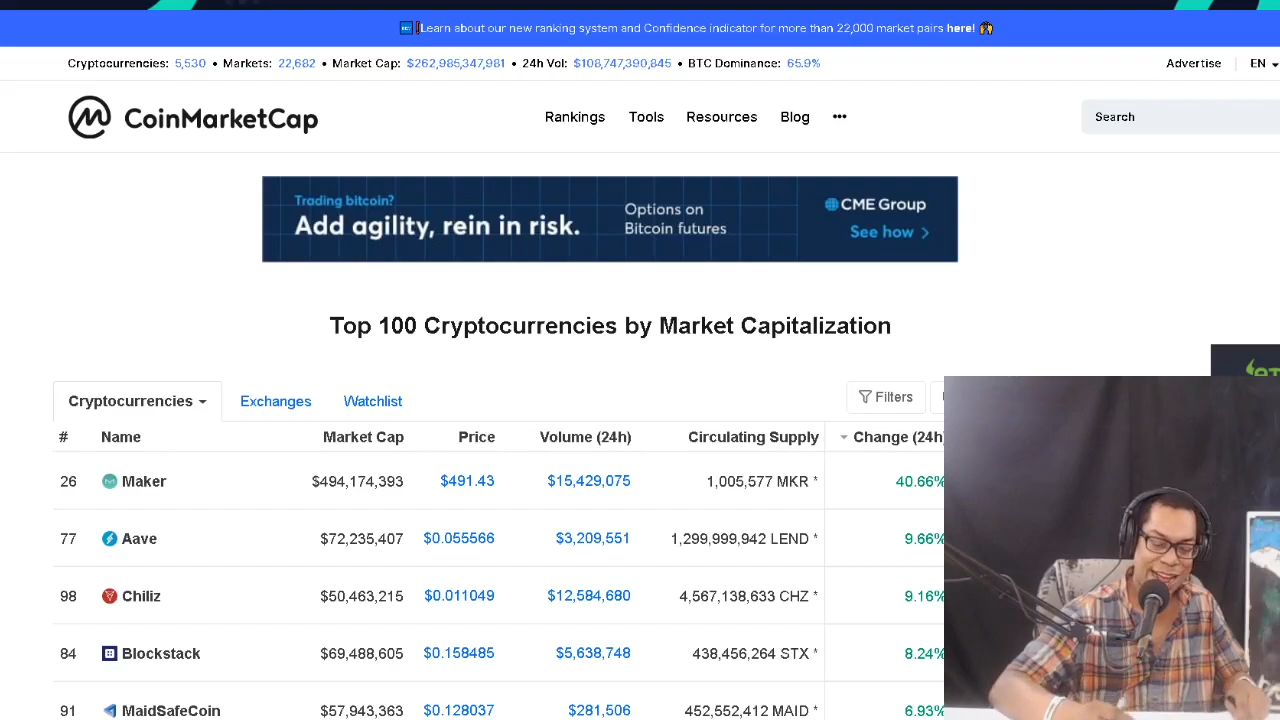 Learn about our new ranking system and Confidence indicator for more than 22,000 market pairs here!
Cryptocurrencies: 5,530 • Markets: 22,682 • Market Cap: $262,985,347,981 • 24h Vol: $108,747,390,845 • BTC Dominance: 65.9%
Advertise EN
CoinMarketCap
Rankings Tools Resources Blog •••
Search
Trading bitcoin?
Add agility, rein in risk.
Options on
Bitcoin futures
CME Group
See how >
Top 100 Cryptocurrencies by Market Capitalization
Cryptocurrencies Exchanges Watchlist Filters
# Name Market Cap Price Volume (24h) Circulating Supply Change (24h)
26 Maker $494,174,393 $491.43 $15,429,075 1,005,577 MKR * 40.66%
77 Aave $72,235,407 $0.055566 $3,209,551 1,299,999,942 LEND * 9.66%
98 Chiliz $50,463,215 $0.011049 $12,584,680 4,567,138,633 CHZ * 9.16%
84 Blockstack $69,488,605 $0.158485 $5,638,748 438,456,264 STX * 8.24%
91 MaidSafeCoin $57,943,363 $0.128037 $281,506 452,552,412 MAID * 6.93%